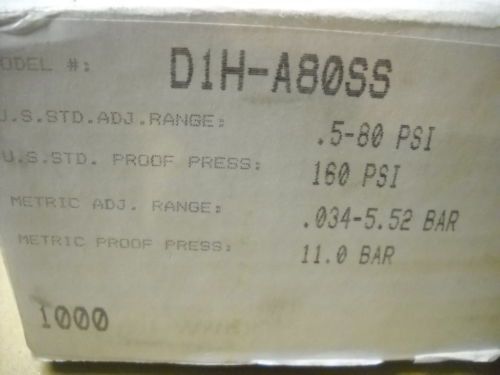 ODEL #: D1H-A80SS
U.S.STD.ADJ.RANGE: .5-80 PSI
U.S.STD. PROOF PRESS: 160 PSI
METRIC ADJ. RANGE: .034-5.52 BAR
METRIC PROOF PRESS: 11.0 BAR
1000